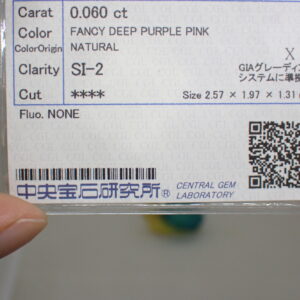 Carat 0.060 ct
Color FANCY DEEP PURPLE PINK
ColorOrigin NATURAL
Clarity SI-2
Cut ****
Fluo. NONE
X
GIAグレーディ
システムに準
Size 2.57 × 1.97 × 1.31
中央宝石研究所® CENTRAL GEM
LABORATORY